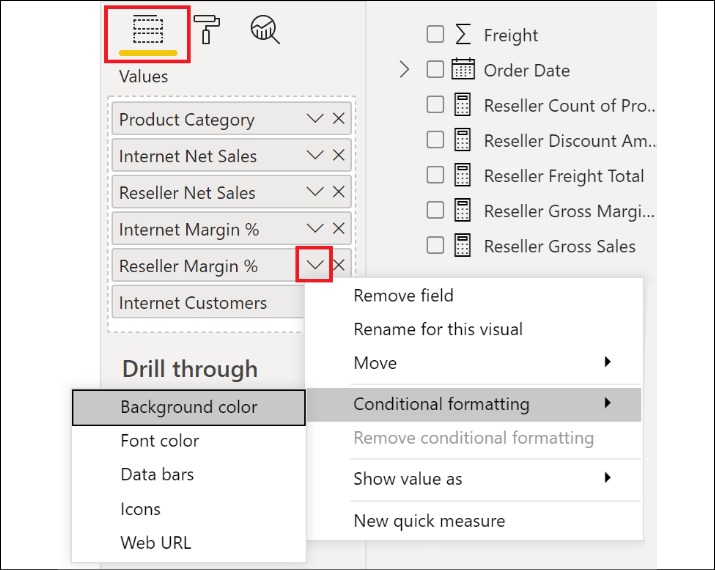 Values
Product Category
Internet Net Sales
Reseller Net Sales
Internet Margin %
Reseller Margin %
Internet Customers
Drill through
Freight
Order Date
Reseller Count of Pro...
Reseller Discount Am...
Reseller Freight Total
Reseller Gross Margi...
Reseller Gross Sales
Remove field
Rename for this visual
Move
Conditional formatting
Remove conditional formatting
Show value as
New quick measure
Background color
Font color
Data bars
Icons
Web URL